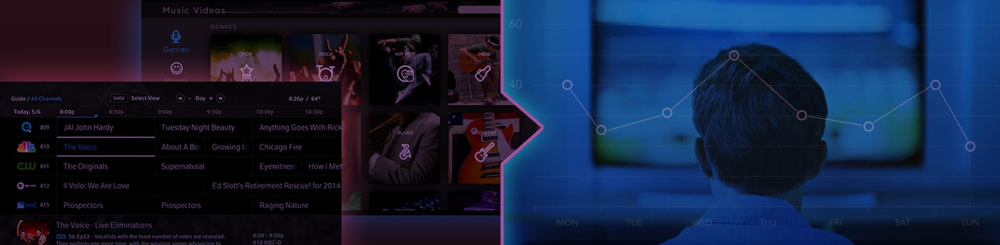 Music Videos
GENRES
Genres
Moods
POP
ROCK
HIP HOP
INDIE
BLUES
COUNTRY
Guide / All Channels
GUIDE Select View
Day
8:26p / 64°
Today, 5/6
8:00p
8:30p
9:00p
9:30p
10:00p
10:30p
809 JAI John Hardy
Tuesday Night Beauty
Anything Goes With Rick
810 The Voice
About A Bo
Growing U
Chicago Fire
CW 811 The Originals
Supernatural
Eyewitness
How I Met
812 Il Volo: We Are Love
Ed Slott's Retirement Rescue! for 2014
815 Prospectors
Prospectors
Raging Nature
The Voice - Live Eliminations
NEW S6 Ep22 - Vocalists with the least number of votes are revealed.
They perform one more time, with the winning singer advancing to
8:00 - 9:00p
810 NBC-D
60
40
MON
TUE
WED
THU
FRI
SAT
SUN